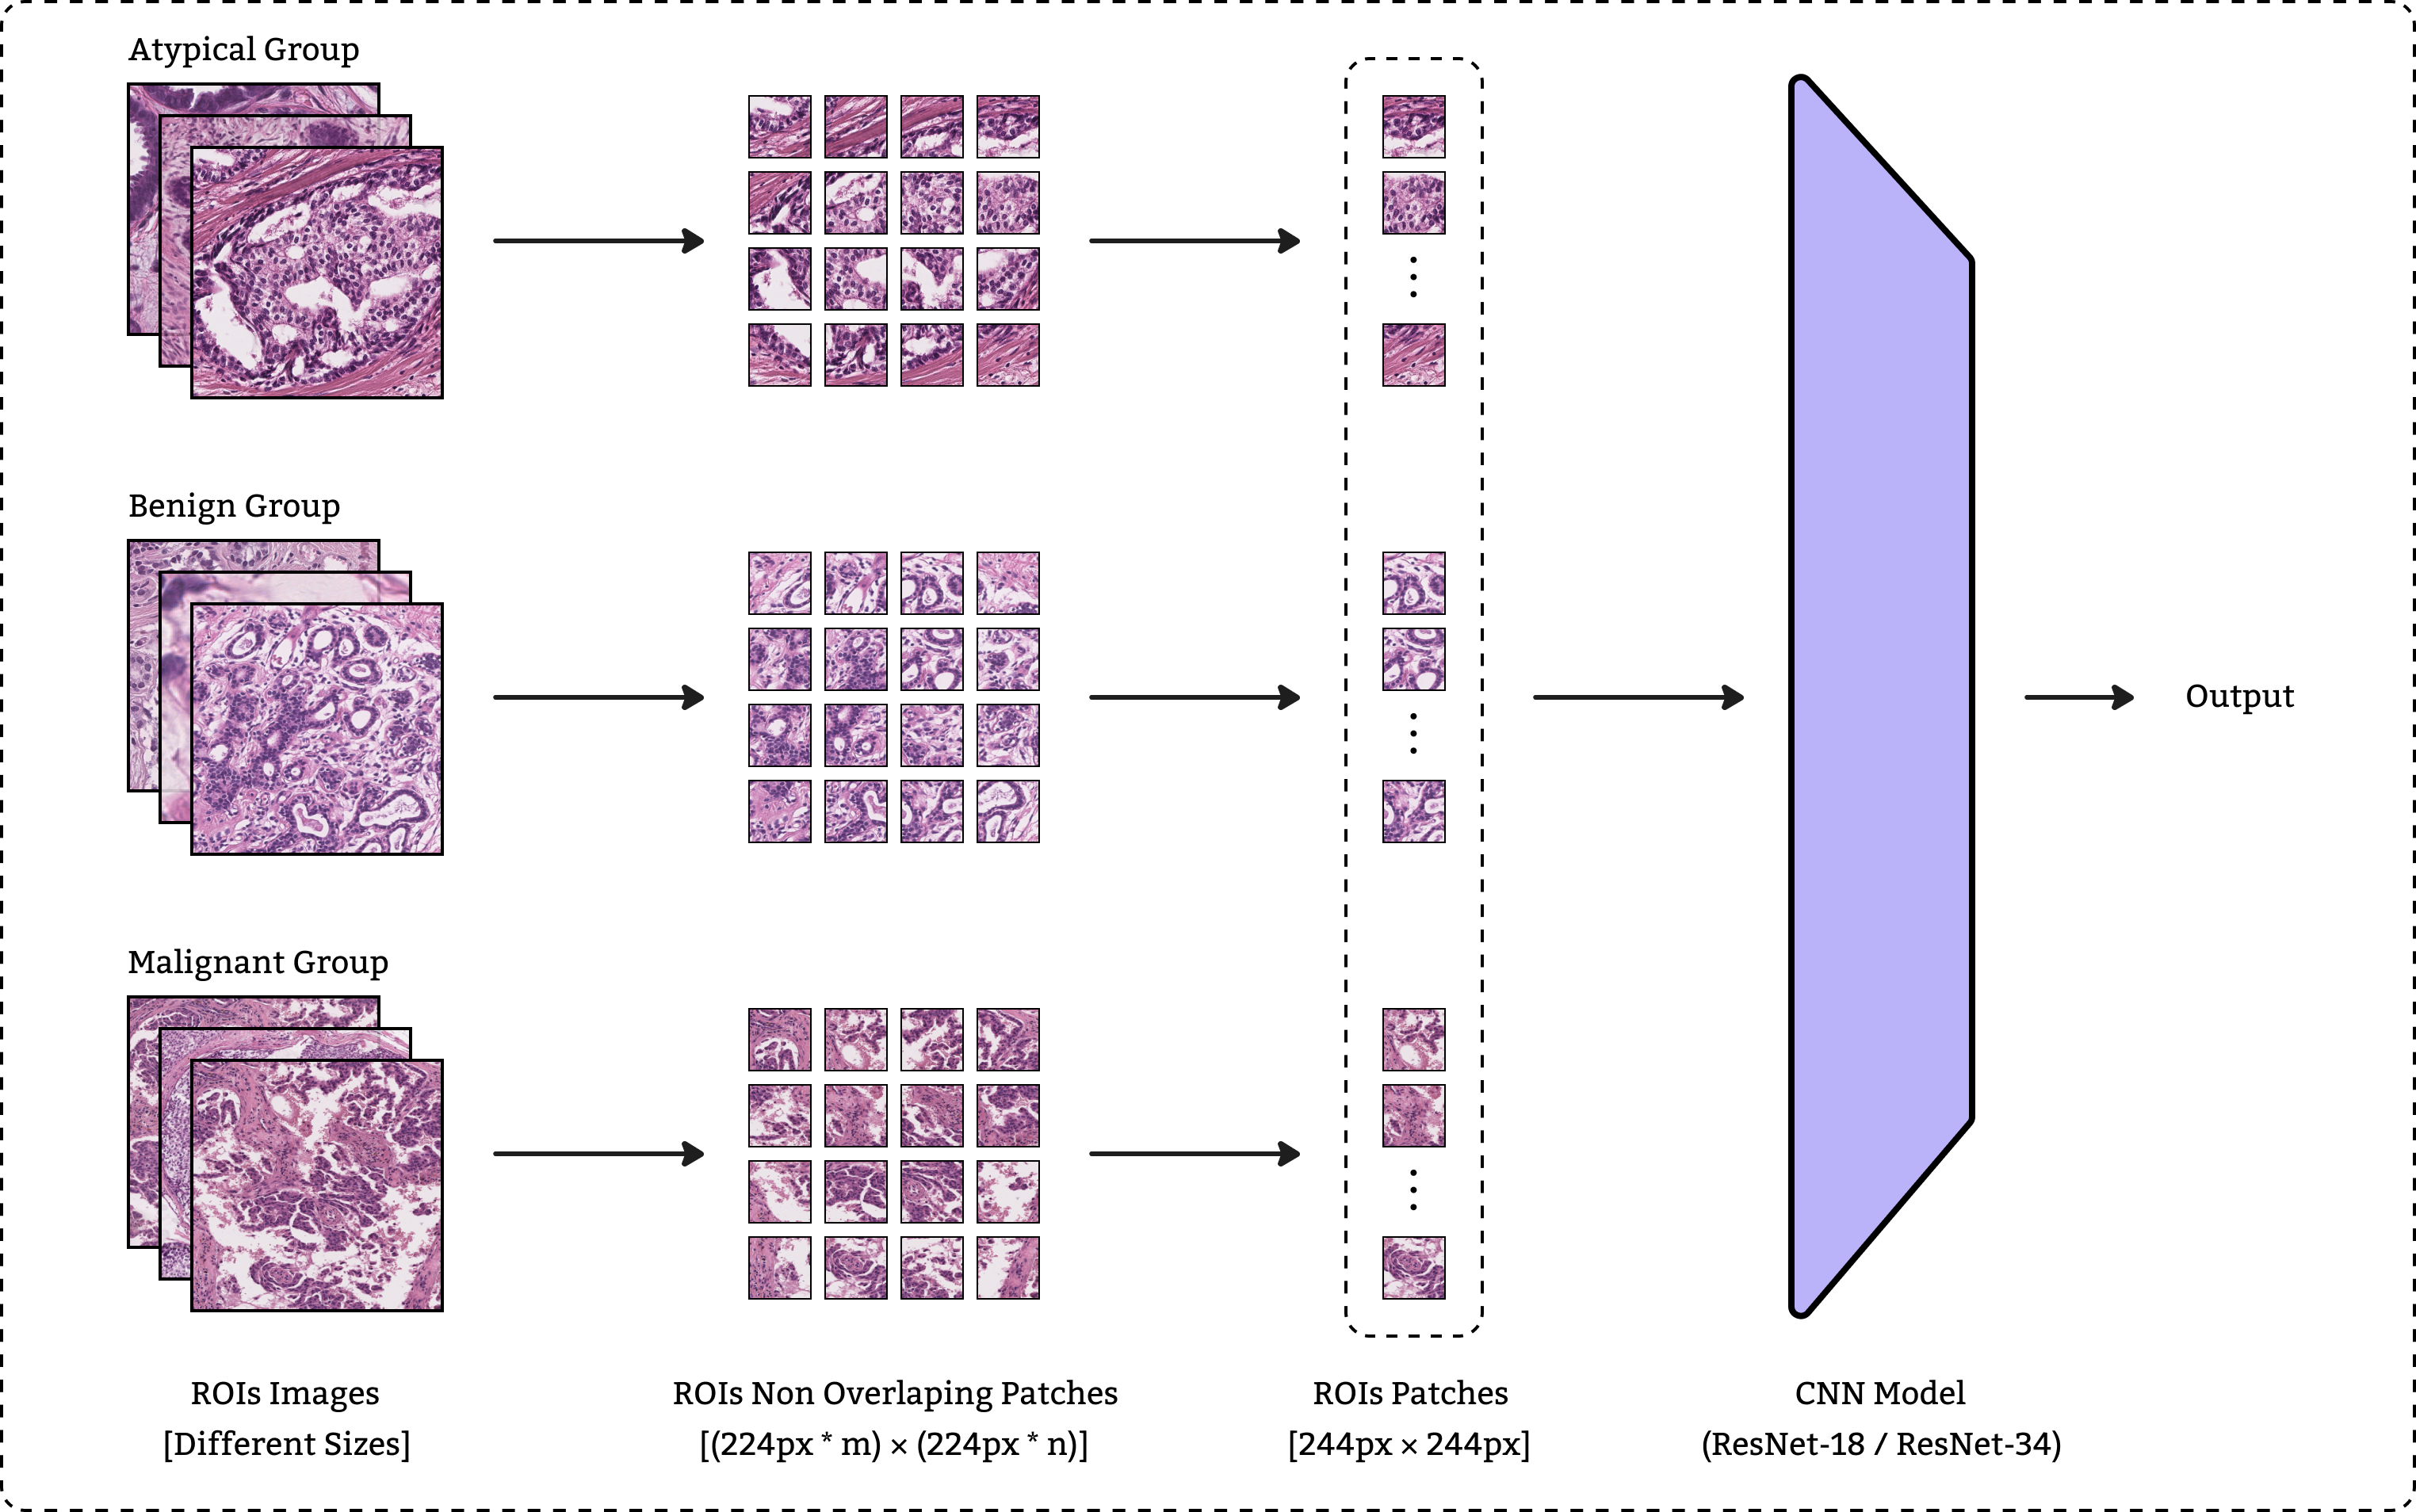 Atypical Group
Benign Group
Malignant Group
Output
ROIs Images
[Different Sizes]
ROIs Non Overlaping Patches
[(224px * m) × (224px * n)]
ROIs Patches
[244px × 244px]
CNN Model
(ResNet-18 / ResNet-34)